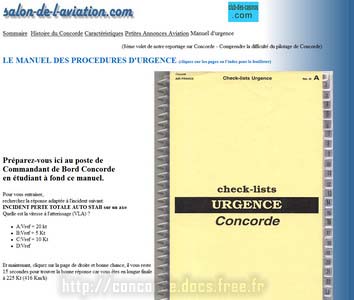 salon-de-l-aviation.com
club-des-avions
.com
Sommaire Histoire du Concorde Caractéristiques Petites Annonces Aviation Manuel d'urgence
(8ème volet de notre reportage sur Concorde - Comprendre la difficulté du pilotage de Concorde)
LE MANUEL DES PROCEDURES D'URGENCE (cliquez sur les pages ou l'index pour le feuilleter)
AIR FRANCE
Check-lists Urgence
A
Préparez-vous ici au poste de
Commandant de Bord Concorde
en étudiant à fond ce manuel.
Pour vous entrainer,
recherchez la réponse adaptée à l'incident suivant:
INCIDENT PERTE TOTALE AUTO STAB sur un axe
Quelle est la vitesse à l'atterissage (VLA) ?
A:Vref + 20 kt
B:Vref + 5 Kt
C:Vref + 10 Kt
D:Vref
Et maintenant, cliquez sur la page de droite et bonne chance, il vous reste
15 secondes pour trouver la bonne réponse car vous êtes en longue finale
à 225 Kt (416 Km/h)
check-lists
URGENCE
Concorde
http://concorde.docs.free.fr